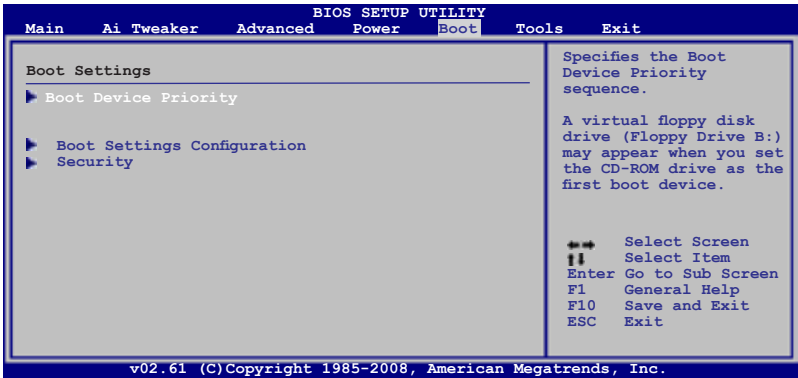 BIOS SETUP UTILITY
Main Ai Tweaker Advanced Power Boot Tools Exit
Boot Settings
Boot Device Priority
Boot Settings Configuration
Security
Specifies the Boot
Device Priority
sequence.
A virtual floppy disk
drive (Floppy Drive B:)
may appear when you set
the CD-ROM drive as the
first boot device.
Select Screen
Select Item
Enter Go to Sub Screen
F1 General Help
F10 Save and Exit
ESC Exit
v02.61 (C)Copyright 1985-2008, American Megatrends, Inc.